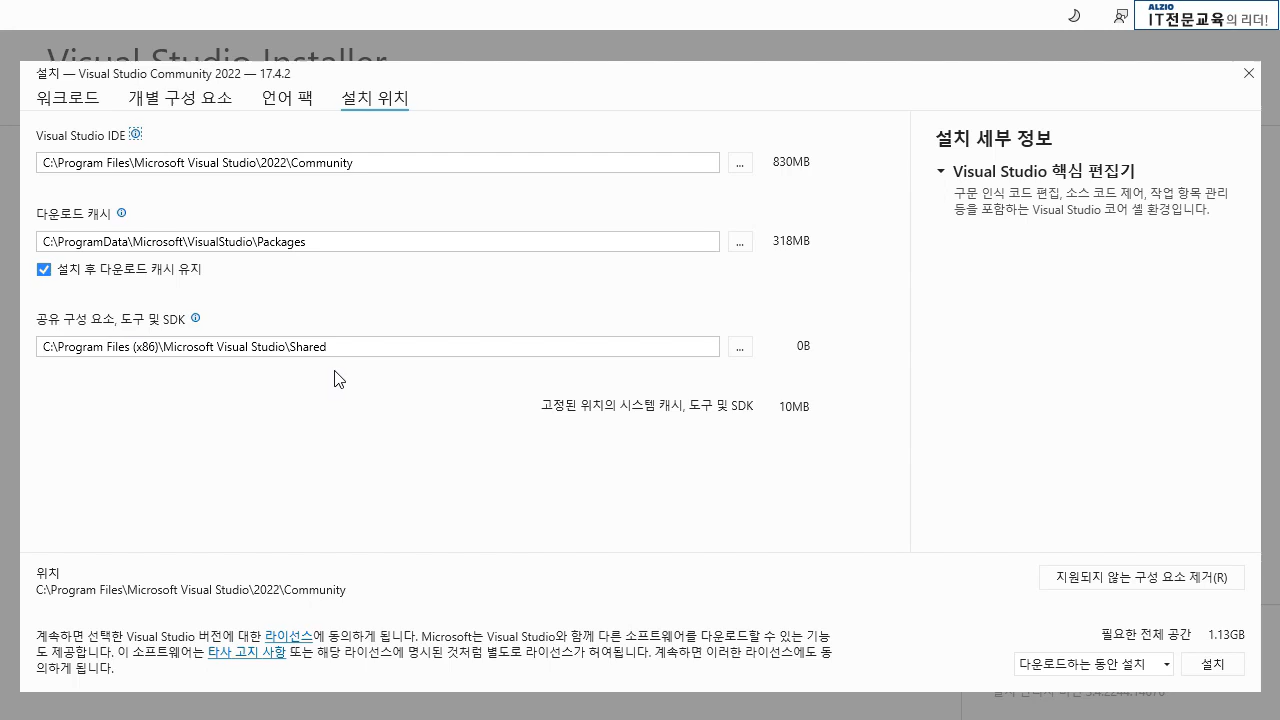 ALZIO
IT전문교육의 리더!
Visual Studio Installer
설치 — Visual Studio Community 2022 — 17.4.2
워크로드 개별 구성 요소 언어 팩 설치 위치
Visual Studio IDE
C:\Program Files\Microsoft Visual Studio\2022\Community ... 830MB
다운로드 캐시
C:\ProgramData\Microsoft\VisualStudio\Packages ... 318MB
설치 후 다운로드 캐시 유지
공유 구성 요소, 도구 및 SDK
C:\Program Files (x86)\Microsoft Visual Studio\Shared ... 0B
고정된 위치의 시스템 캐시, 도구 및 SDK 10MB
설치 세부 정보
Visual Studio 핵심 편집기
구문 인식 코드 편집, 소스 코드 제어, 작업 항목 관리
등을 포함하는 Visual Studio 코어 셸 환경입니다.
위치
C:\Program Files\Microsoft Visual Studio\2022\Community
지원되지 않는 구성 요소 제거(R)
계속하면 선택한 Visual Studio 버전에 대한 라이선스에 동의하게 됩니다. Microsoft는 Visual Studio와 함께 다른 소프트웨어를 다운로드할 수 있는 기능
도 제공합니다. 이 소프트웨어는 타사 고지 사항 또는 해당 라이선스에 명시된 것처럼 별도로 라이선스가 허여됩니다. 계속하면 이러한 라이선스에도 동
의하게 됩니다.
필요한 전체 공간 1.13GB
다운로드하는 동안 설치 설치